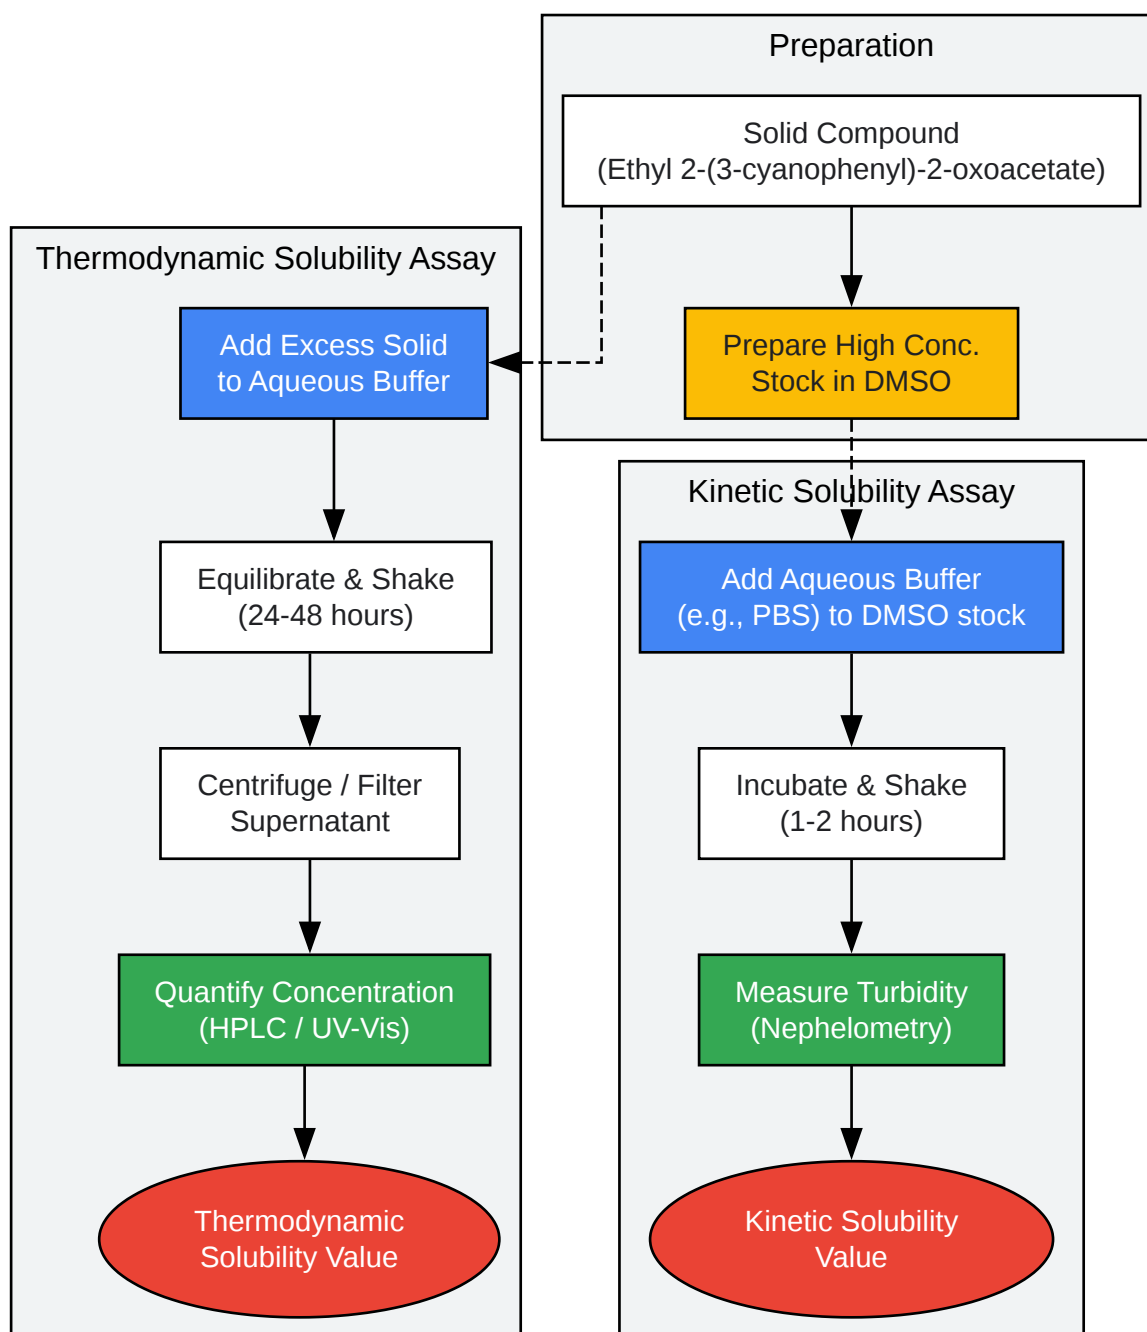 Preparation
Solid Compound
(Ethyl 2-(3-cyanophenyl)-2-oxoacetate)
Prepare High Conc.
Stock in DMSO
Thermodynamic Solubility Assay
Add Excess Solid
to Aqueous Buffer
Equilibrate & Shake
(24-48 hours)
Centrifuge / Filter
Supernatant
Quantify Concentration
(HPLC / UV-Vis)
Thermodynamic
Solubility Value
Kinetic Solubility Assay
Add Aqueous Buffer
(e.g., PBS) to DMSO stock
Incubate & Shake
(1-2 hours)
Measure Turbidity
(Nephelometry)
Kinetic Solubility
Value